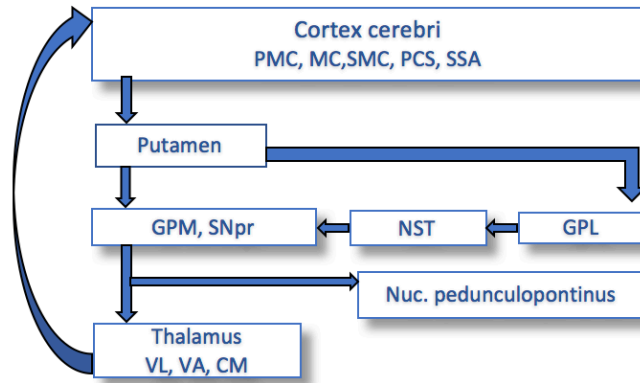 Cortex cerebri
PMC, MC,SMC, PCS, SSA
Putamen
GPM, SNpr
NST
GPL
Nuc. pedunculopontinus
Thalamus
VL, VA, CM